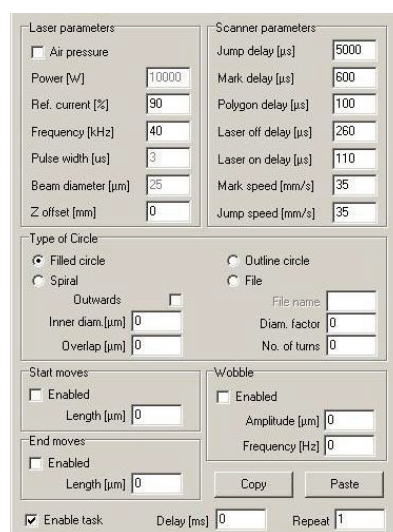 Laser parameters
Air pressure
Power [W] 10000
Ref. current [%] 90
Frequency [kHz] 40
Pulse width [us] 3
Beam diameter [µm] 25
Z offset [mm] 0
Scanner parameters
Jump delay [µs] 5000
Mark delay [µs] 600
Polygon delay [µs] 100
Laser off delay [µs] 260
Laser on delay [µs] 110
Mark speed [mm/s] 35
Jump speed [mm/s] 35
Type of Circle
Filled circle
Outline circle
Spiral
File
Outwards
File name
Inner diam.[µm] 0
Diam. factor 0
Overlap [µm] 0
No. of turns 0
Start moves
Enabled
Length [µm] 0
End moves
Enabled
Length [µm] 0
Wobble
Enabled
Amplitude [µm] 0
Frequency [Hz] 0
Copy Paste
Enable task Delay [ms] 0 Repeat 1